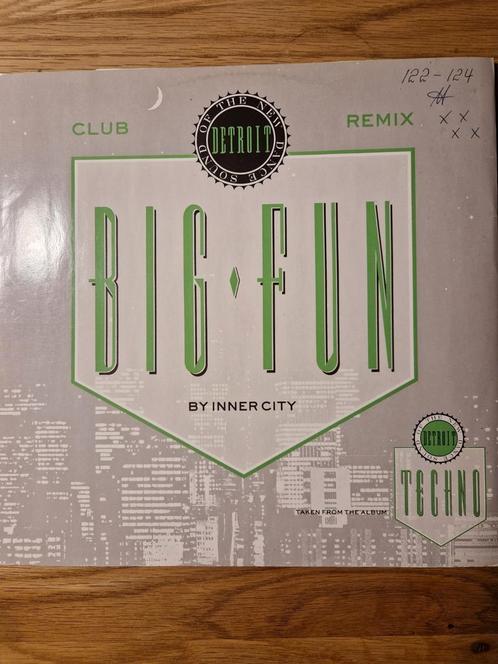 122-124
x x
x x
CLUB
REMIX
DETROIT
SOUND OF THE NEW DANCE
BIG FUN
BY INNER CITY
DETROIT
TECHNO
TAKEN FROM THE ALBUM